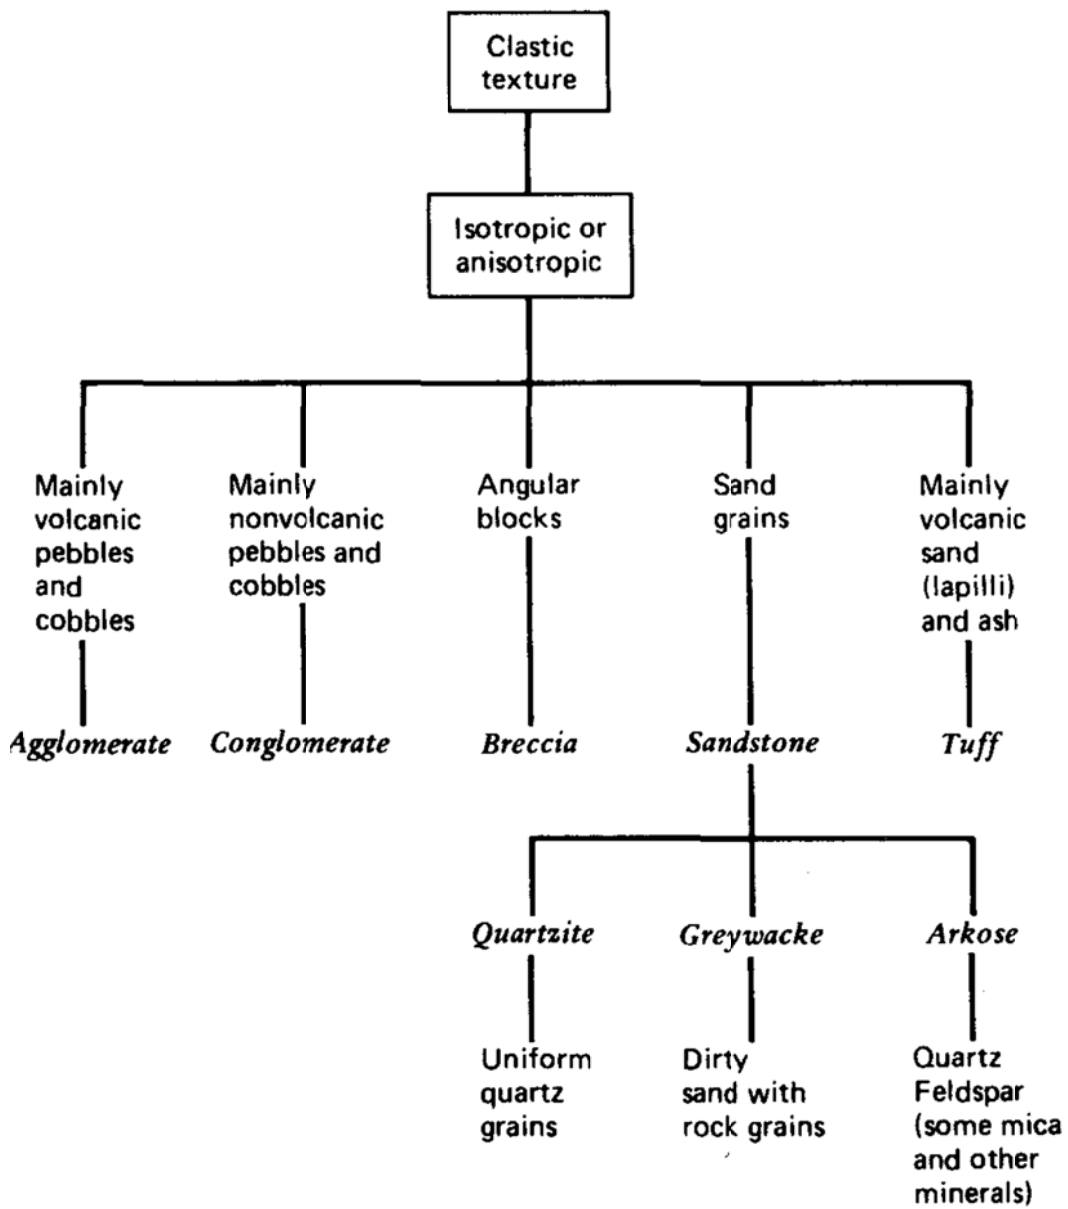 Clastic
texture
Isotropic or
anisotropic
Mainly
volcanic
pebbles
and
cobbles
Mainly
nonvolcanic
pebbles and
cobbles
Angular
blocks
Sand
grains
Mainly
volcanic
sand
(lapilli)
and ash
Agglomerate
Conglomerate
Breccia
Sandstone
Tuff
Quartzite
Greywacke
Arkose
Uniform
quartz
grains
Dirty
sand with
rock grains
Quartz
Feldspar
(some mica
and other
minerals)